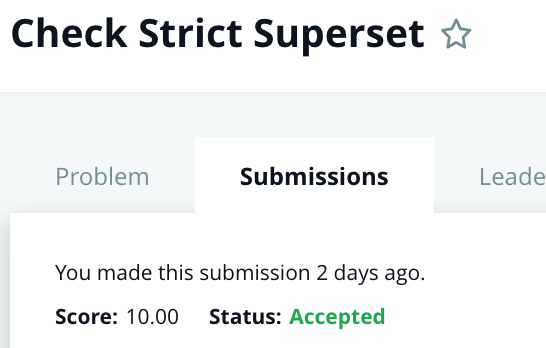 Check Strict Superset
Problem Submissions Leade
You made this submission 2 days ago.
Score: 10.00 Status: Accepted